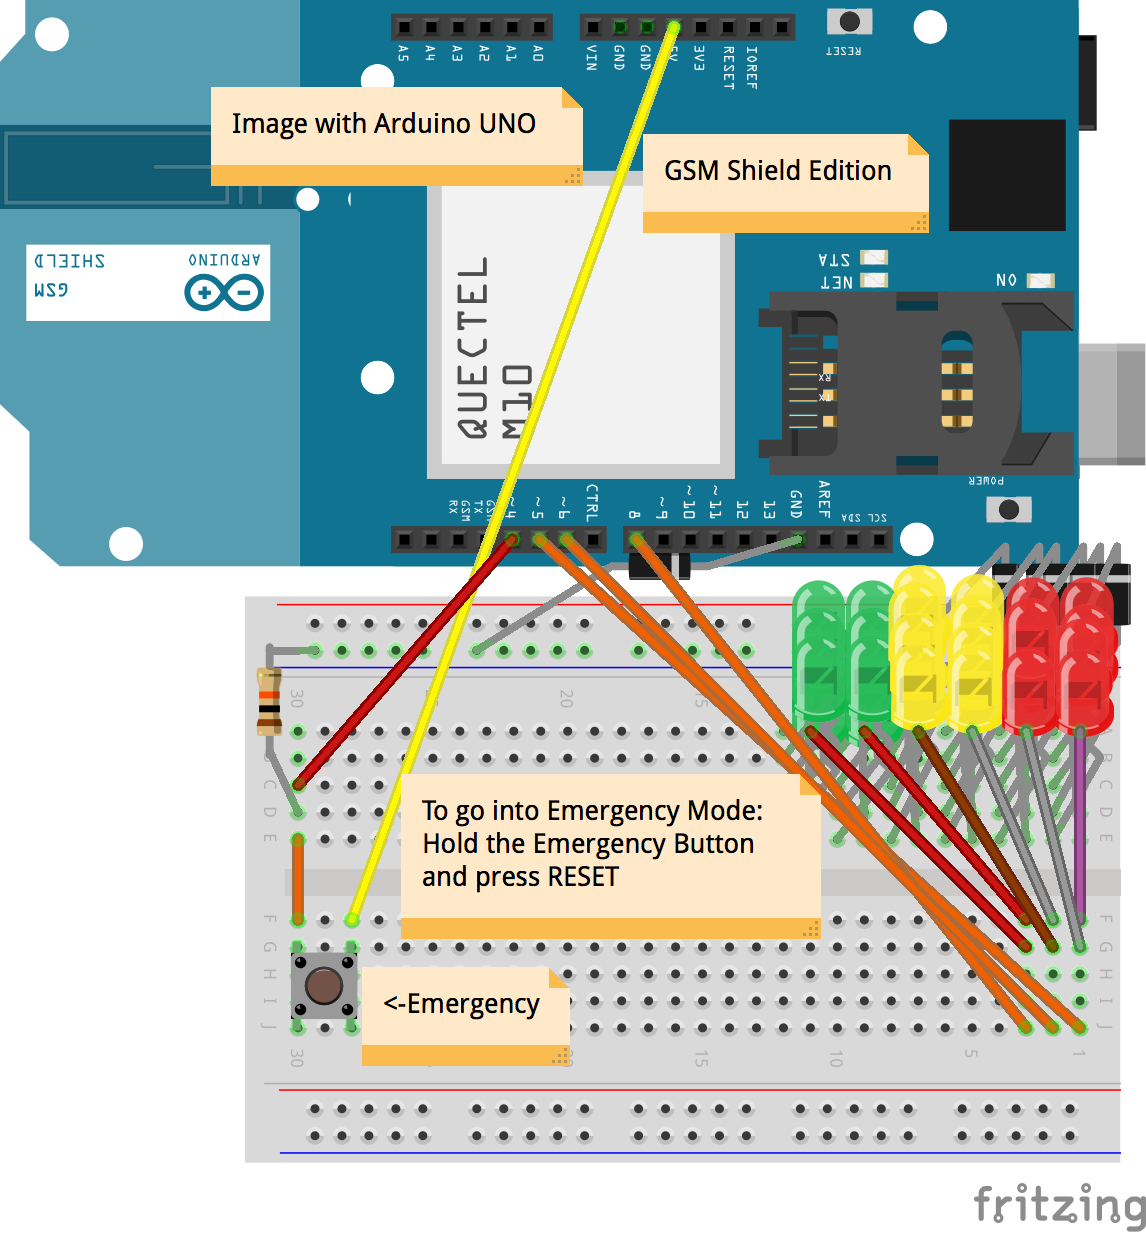 A5 A4 A3 A2 A1 A0
VIN GND GND 5V 3V3 RESET IOREF
RESET
Image with Arduino UNO
GSM Shield Edition
ARDUINO
GSM SHIELD
STA
NET
ON
QUECTEL
M10
RX
TX
POWER
GSM RX
GSM TX
~4 ~5 ~6 CTRL
8 ~9 ~10 ~11 12 13 GND AREF SDA SCL
30 20 15
B
C C
D D
E E
To go into Emergency Mode:
Hold the Emergency Button
and press RESET
F F
G G
H H
I I
J J
<-Emergency
30 15 10 5 1
fritzing